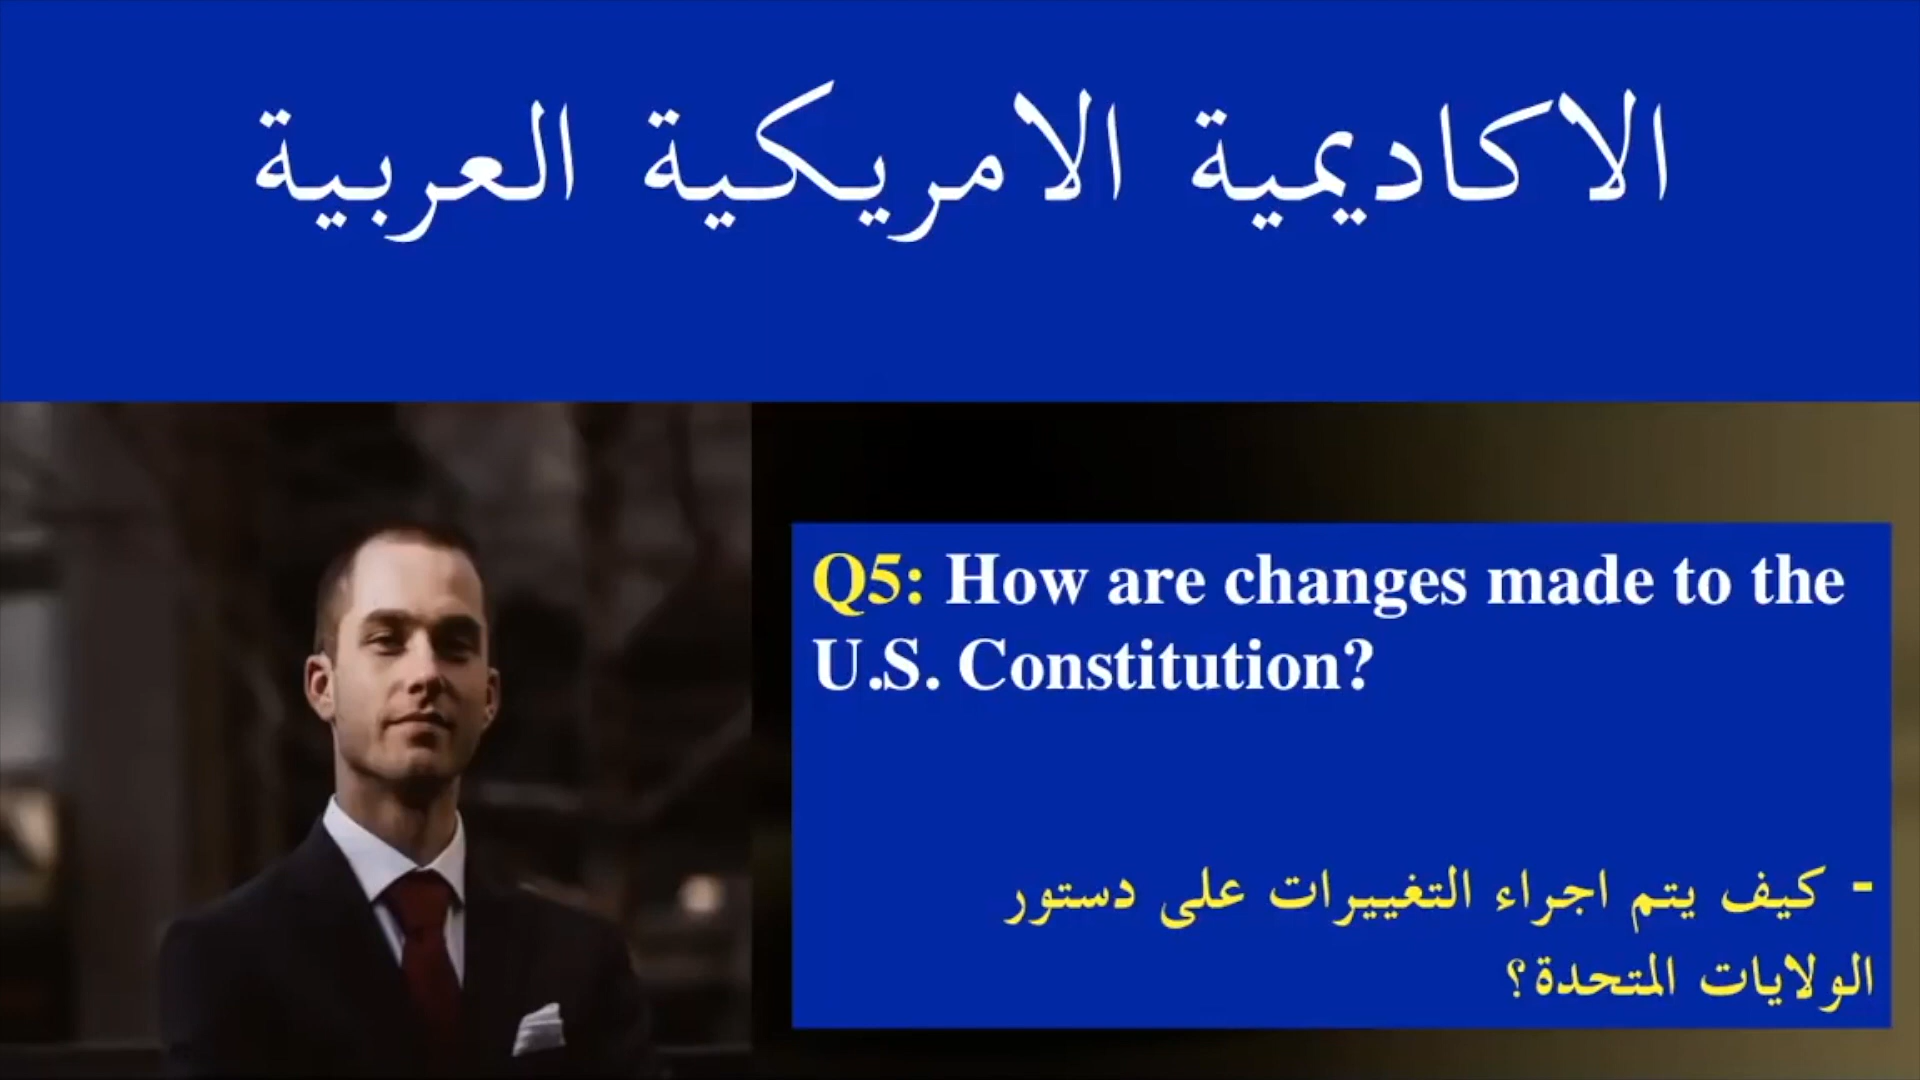 الاكاديمية الامريكية العربية
Q5: How are changes made to the
U.S. Constitution?
- كيف يتم اجراء التغييرات على دستور
الولايات المتحدة؟